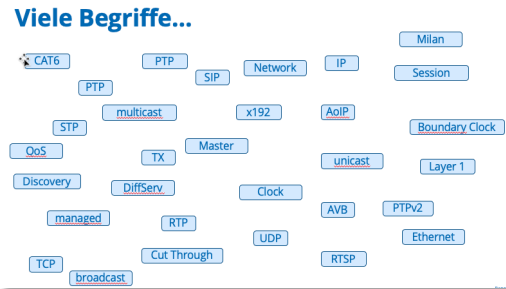 Viele Begriffe...
Milan
CAT6
PTP
Network
IP
SIP
Session
PTP
multicast
x192
AoIP
STP
Boundary Clock
Master
QoS
TX
unicast
Layer 1
Discovery
DiffServ
Clock
AVB
PTPv2
managed
RTP
UDP
Ethernet
Cut Through
RTSP
TCP
broadcast